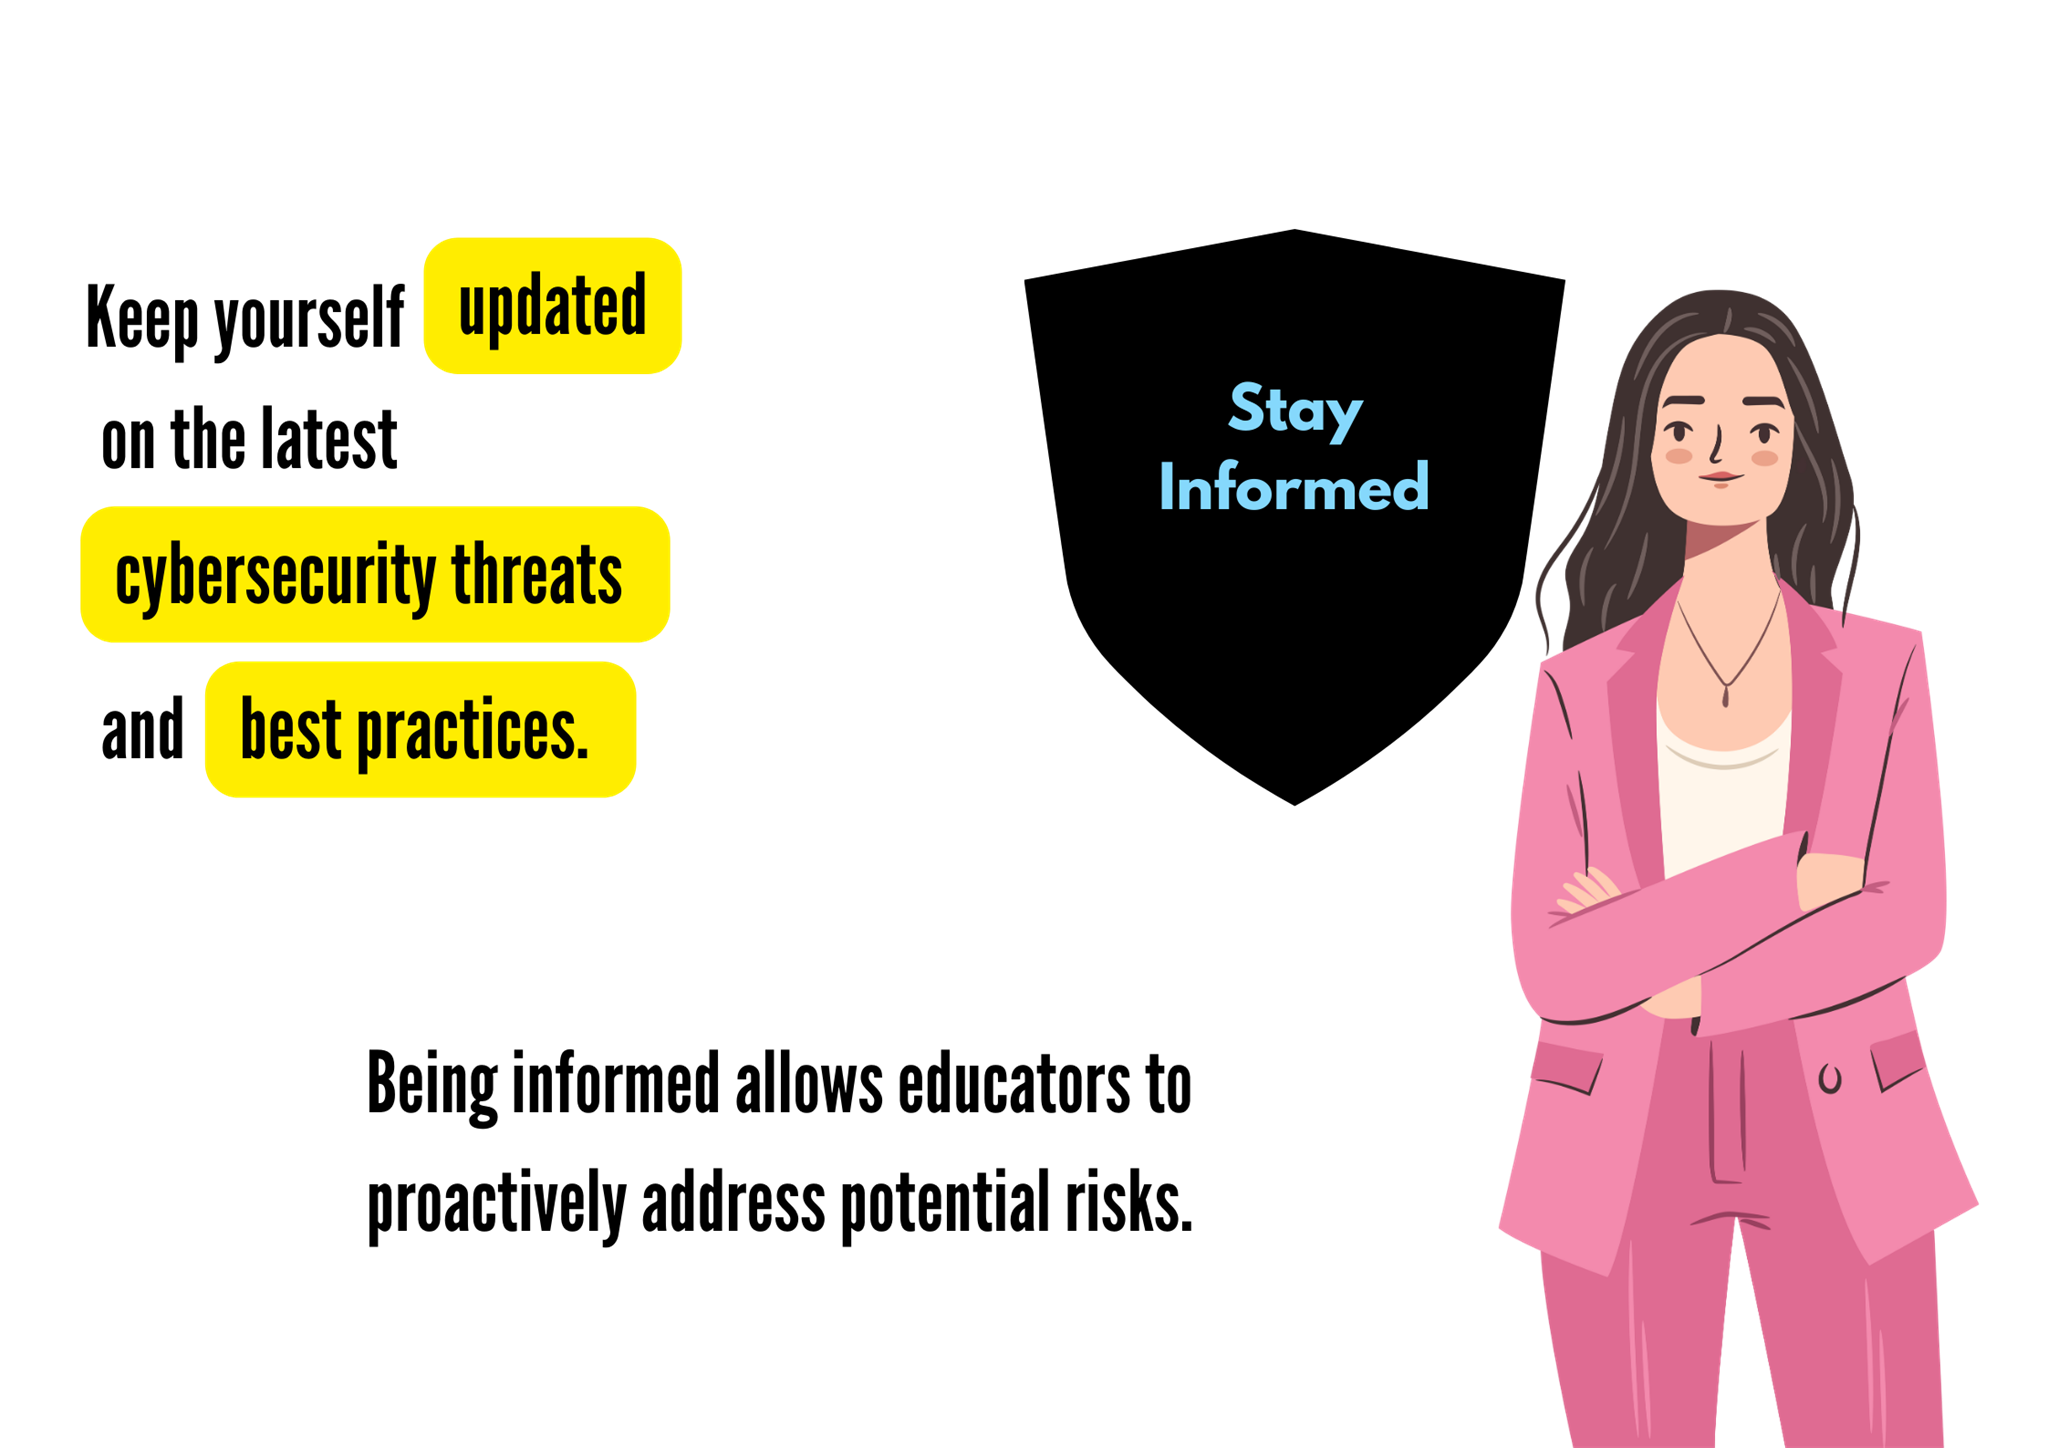 Keep yourself updated
on the latest
cybersecurity threats
and best practices.
Stay
Informed
Being informed allows educators to
proactively address potential risks.